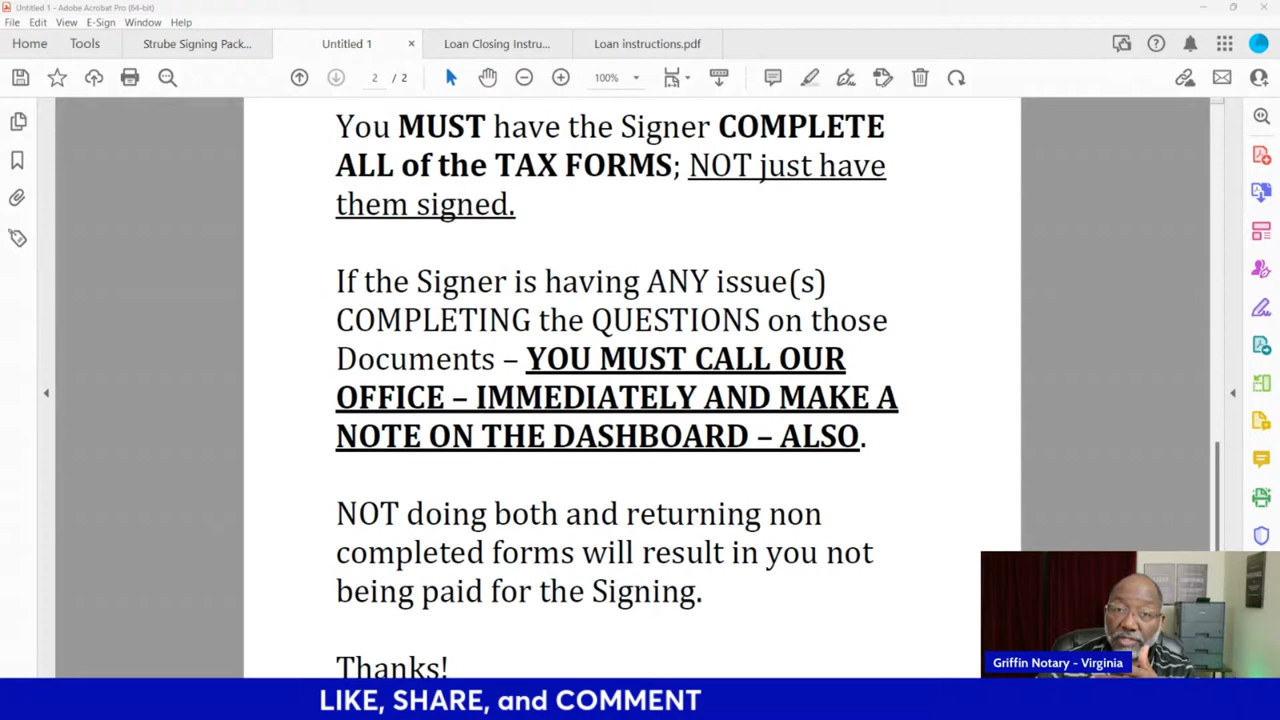 Untitled 1 - Adobe Acrobat Pro (64-bit)
File Edit View E-Sign Window Help
Home Tools Strube Signing Pack... Untitled 1 × Loan Closing Instru... Loan instructions.pdf
2 / 2 100%
You MUST have the Signer COMPLETE
ALL of the TAX FORMS; NOT just have
them signed.
If the Signer is having ANY issue(s)
COMPLETING the QUESTIONS on those
Documents – YOU MUST CALL OUR
OFFICE – IMMEDIATELY AND MAKE A
NOTE ON THE DASHBOARD – ALSO.
NOT doing both and returning non
completed forms will result in you not
being paid for the Signing.
Thanks!
Griffin Notary - Virginia
LIKE, SHARE, and COMMENT